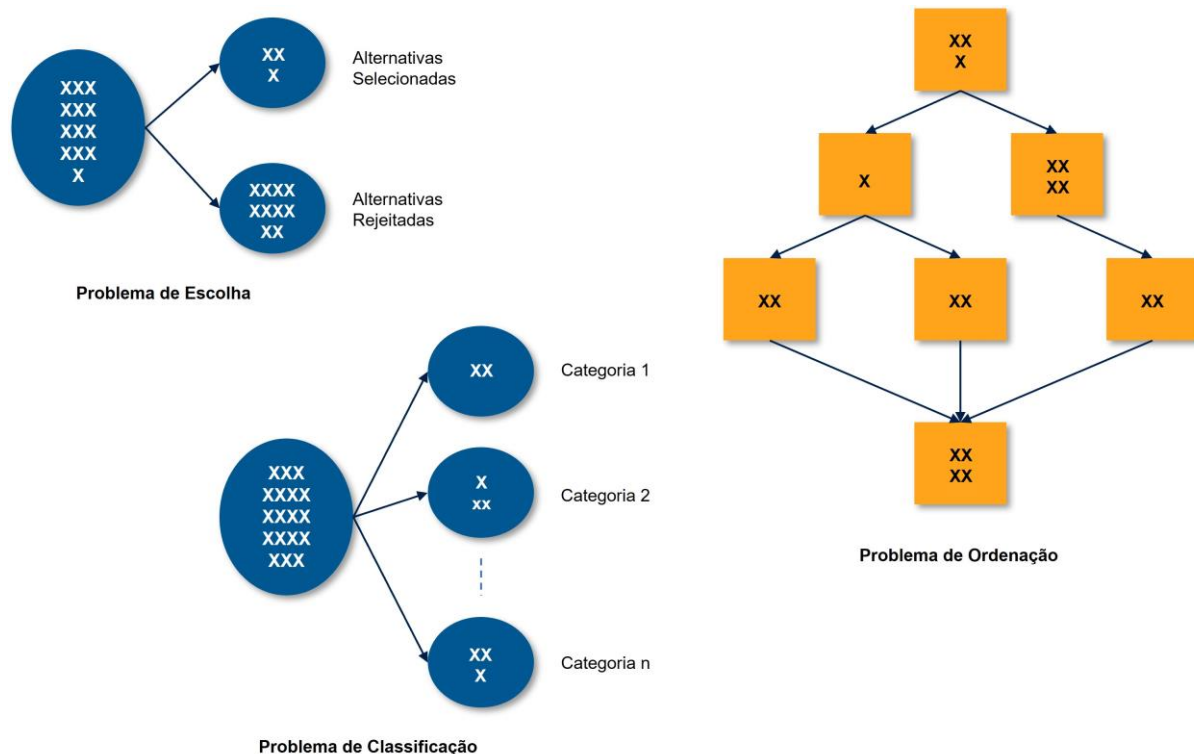 XXX
XXX
XXX
XXX
X
XX
X
Alternativas
Selecionadas
XXXX
XXXX
XX
Alternativas
Rejeitadas
Problema de Escolha
XXX
XXXX
XXXX
XXXX
XXX
XX
Categoria 1
X
xx
Categoria 2
XX
X
Categoria n
Problema de Classificação
XX
X
X
XX
XX
XX
XX
XX
XX
XX
Problema de Ordenação